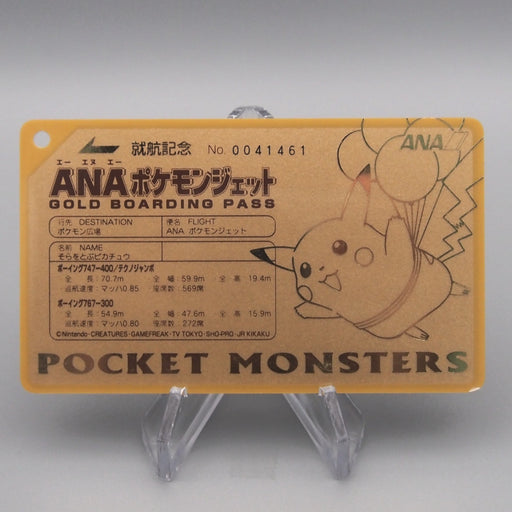 就航記念 No. 0041461
ANA
エー エヌ エー
ANAポケモンジェット
GOLD BOARDING PASS
行先 DESTINATION
ポケモン広場
便名 FLIGHT
ANA ポケモンジェット
名前 NAME
そらをとぶピカチュウ
ボーイング747-400/テクノジャンボ
・全 長:70.7m ・全 幅:59.9m ・全 高:19.4m
・巡航速度:マッハ0.85 ・座席数:569席
ボーイング767-300
・全 長:54.9m ・全 幅:47.6m ・全 高:15.9m
・巡航速度:マッハ0.80 ・座席数:272席
©Nintendo・CREATURES・GAMEFREAK・TV TOKYO・SHO-PRO・JR KIKAKU
POCKET MONSTERS